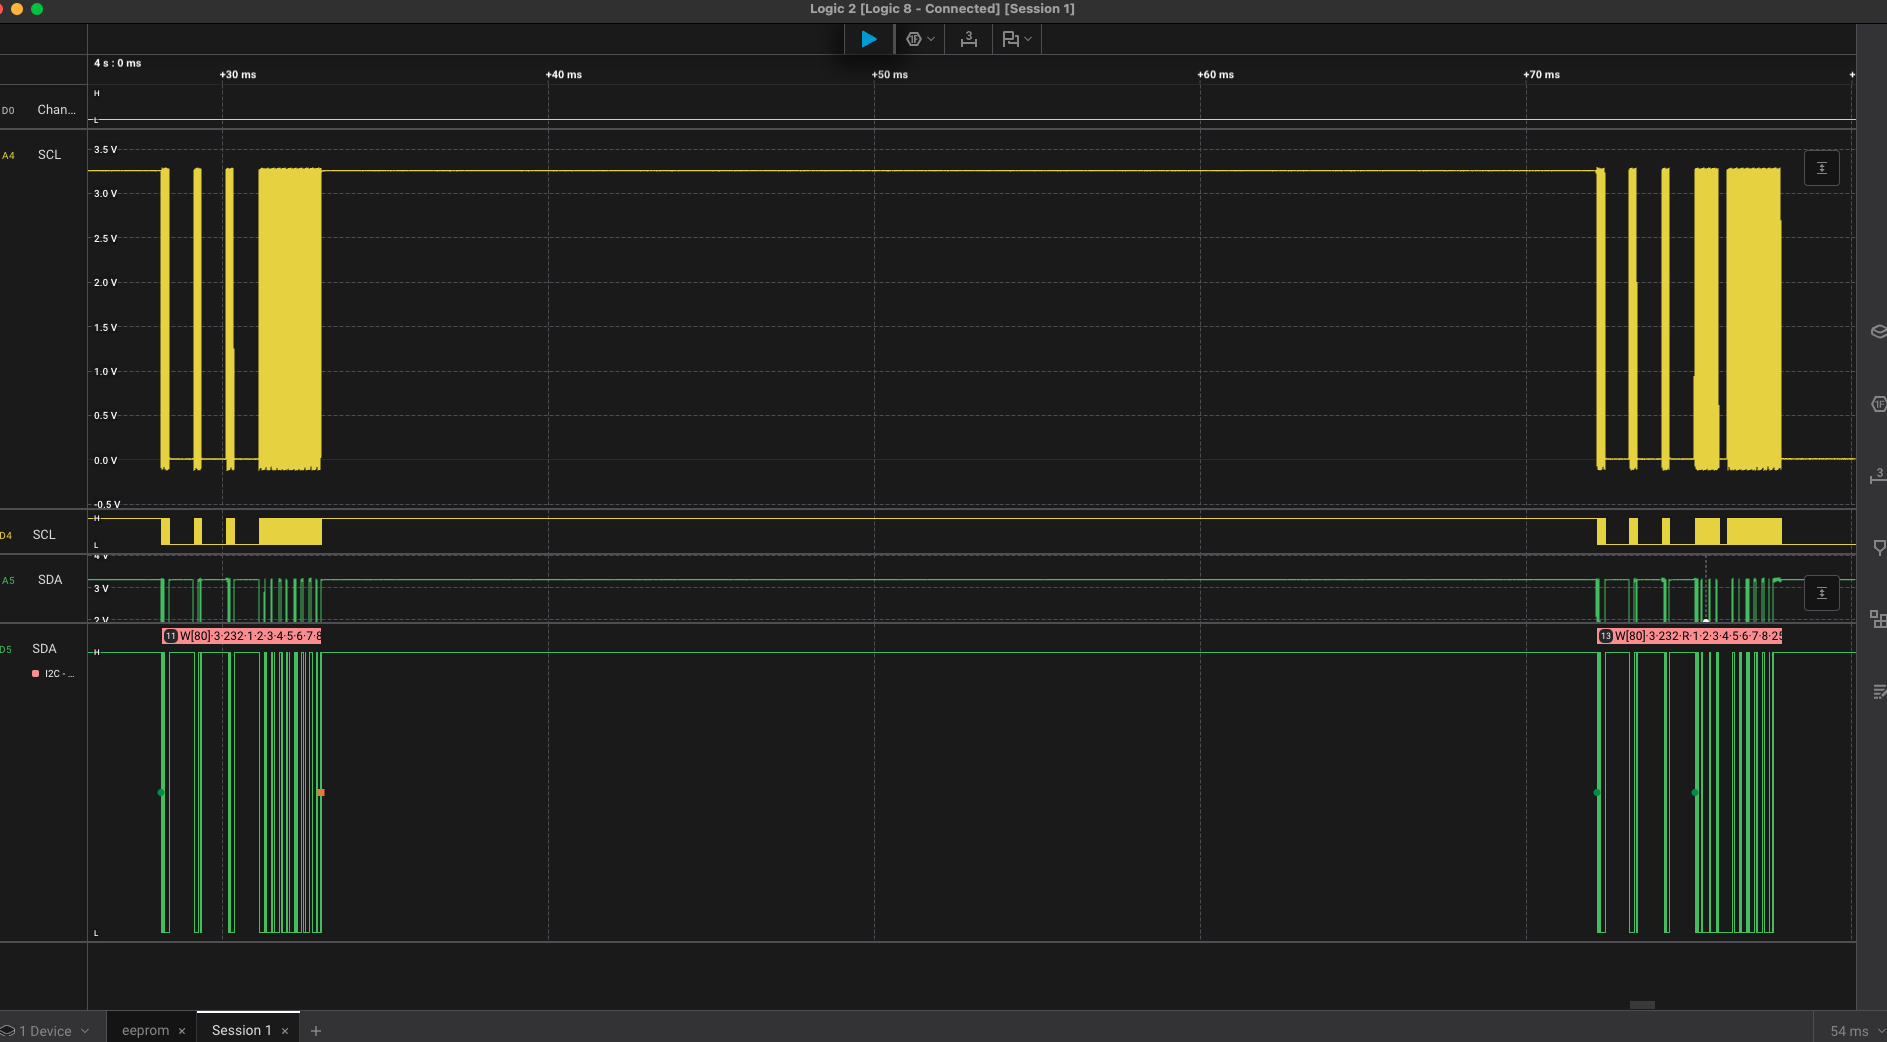 Logic 2 [Logic 8 - Connected] [Session 1]
3
4 s : 0 ms
+30 ms
+40 ms
+50 ms
+60 ms
+70 ms
+
D0
Chan...
H
L
A4
SCL
3.5 V
3.0 V
2.5 V
2.0 V
1.5 V
1.0 V
0.5 V
0.0 V
-0.5 V
D4
SCL
H
L
A5
SDA
4 V
3 V
2 V
11 W[80]·3·232·1·2·3·4·5·6·7·8
13 W[80]·3·232·R·1·2·3·4·5·6·7·8·25
D5
SDA
I2C - ...
H
L
1F
3
1 Device
eeprom ×
Session 1 ×
+
54 ms